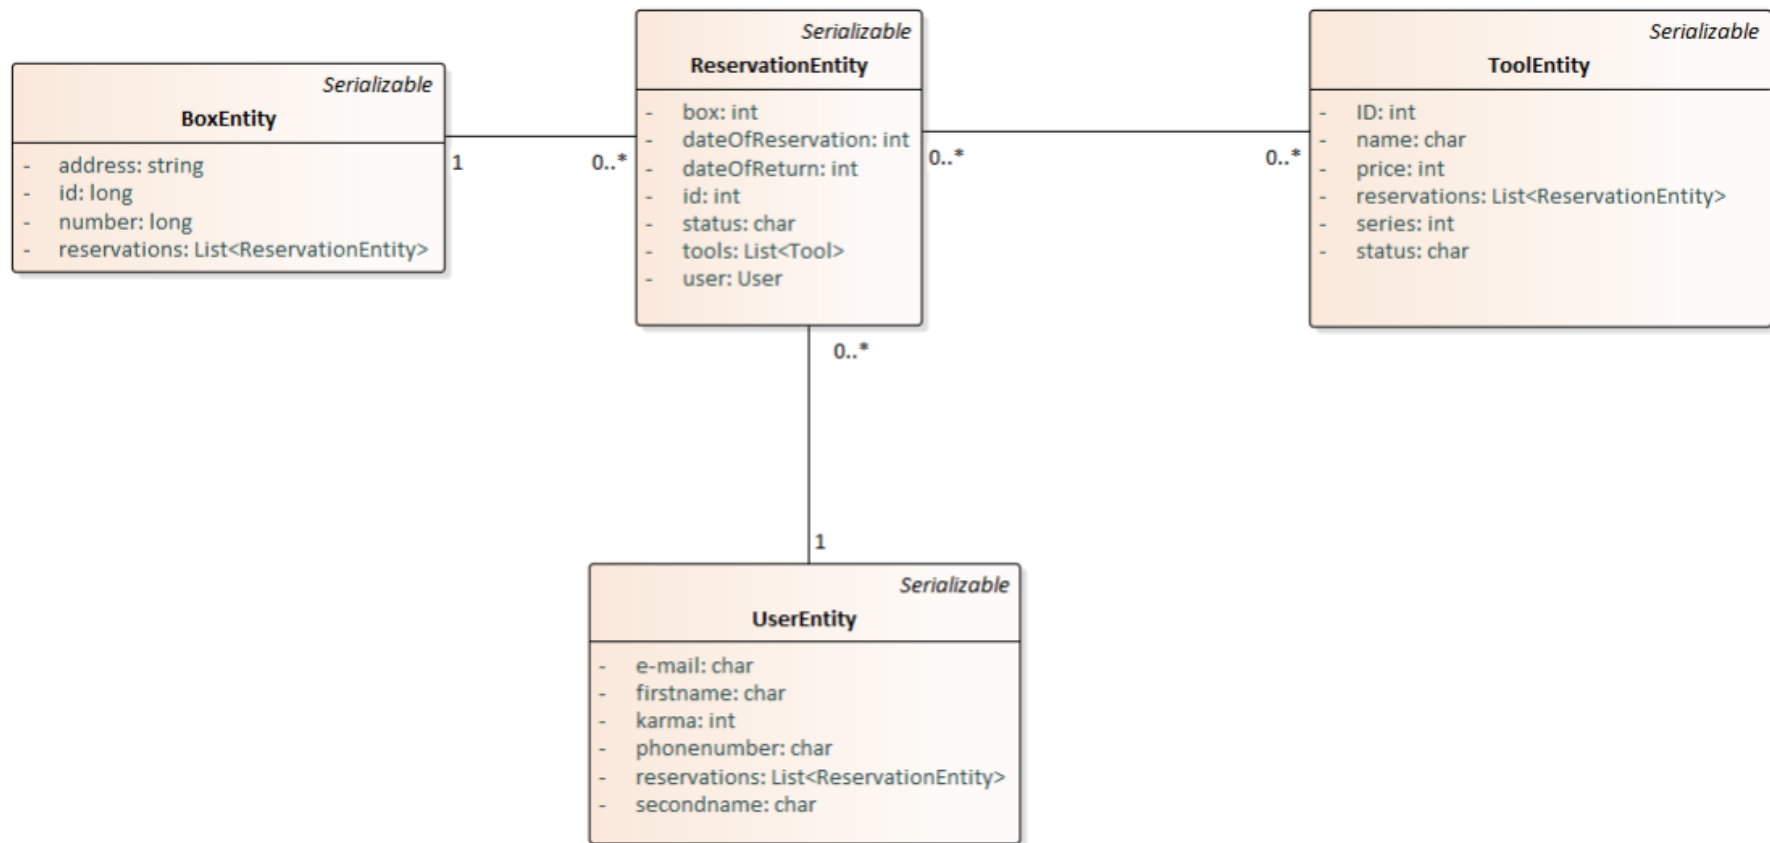 Serializable
BoxEntity
- address: string
- id: long
- number: long
- reservations: List<ReservationEntity>
1
0..*
Serializable
ReservationEntity
- box: int
- dateOfReservation: int
- dateOfReturn: int
- id: int
- status: char
- tools: List<Tool>
- user: User
0..*
0..*
Serializable
ToolEntity
- ID: int
- name: char
- price: int
- reservations: List<ReservationEntity>
- series: int
- status: char
0..*
1
Serializable
UserEntity
- e-mail: char
- firstname: char
- karma: int
- phonenumber: char
- reservations: List<ReservationEntity>
- secondname: char